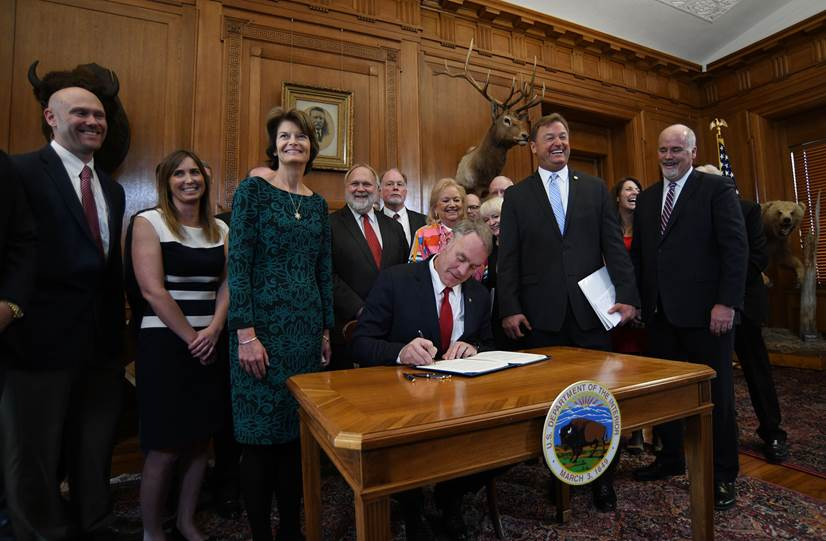 U.S. DEPARTMENT OF THE INTERIOR
MARCH 3, 1849